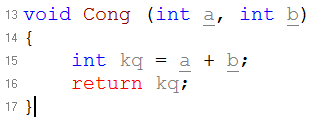 13 void Cong (int a, int b)
14 {
15     int kq = a + b;
16     return kq;
17 }